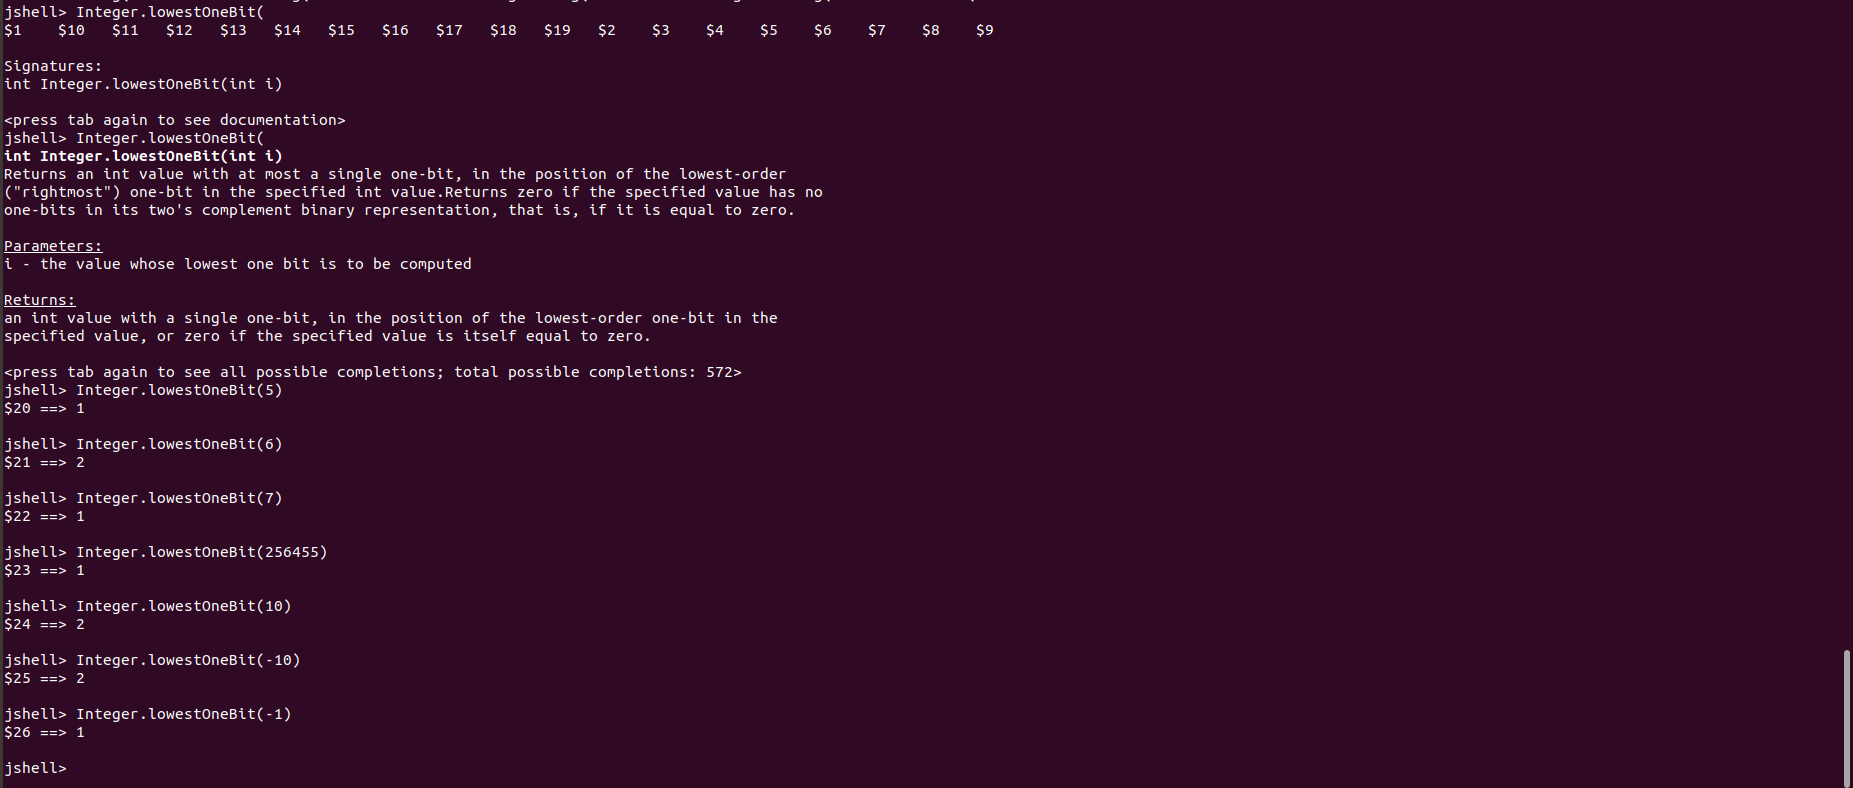 jshell> Integer.lowestOneBit(
$1 $10 $11 $12 $13 $14 $15 $16 $17 $18 $19 $2 $3 $4 $5 $6 $7 $8 $9
Signatures:
int Integer.lowestOneBit(int i)
<press tab again to see documentation>
jshell> Integer.lowestOneBit(
int Integer.lowestOneBit(int i)
Returns an int value with at most a single one-bit, in the position of the lowest-order
("rightmost") one-bit in the specified int value.Returns zero if the specified value has no
one-bits in its two's complement binary representation, that is, if it is equal to zero.
Parameters:
i - the value whose lowest one bit is to be computed
Returns:
an int value with a single one-bit, in the position of the lowest-order one-bit in the
specified value, or zero if the specified value is itself equal to zero.
<press tab again to see all possible completions; total possible completions: 572>
jshell> Integer.lowestOneBit(5)
$20 ==> 1
jshell> Integer.lowestOneBit(6)
$21 ==> 2
jshell> Integer.lowestOneBit(7)
$22 ==> 1
jshell> Integer.lowestOneBit(256455)
$23 ==> 1
jshell> Integer.lowestOneBit(10)
$24 ==> 2
jshell> Integer.lowestOneBit(-10)
$25 ==> 2
jshell> Integer.lowestOneBit(-1)
$26 ==> 1
jshell>